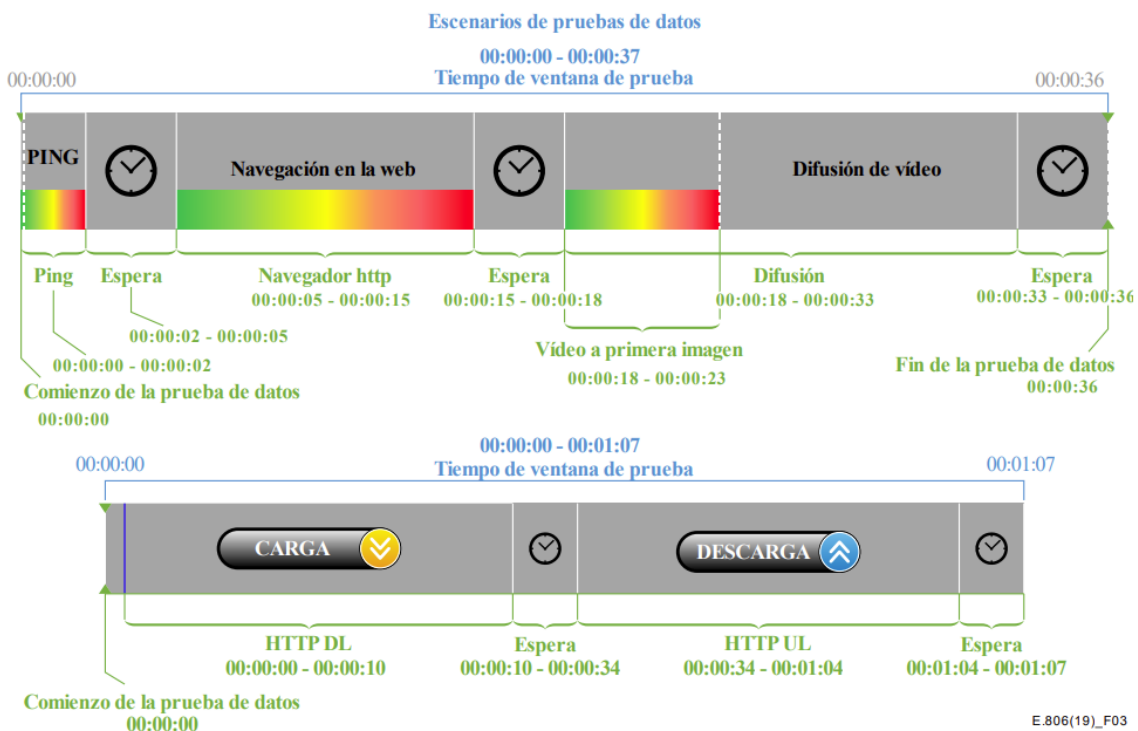 Escenarios de pruebas de datos
00:00:00 - 00:00:37
Tiempo de ventana de prueba
00:00:00
00:00:36
PING
Navegación en la web
Difusión de vídeo
Ping
Espera
Navegador http
Espera
Difusión
Espera
00:00:05 - 00:00:15
00:00:15 - 00:00:18
00:00:18 - 00:00:33
00:00:33 - 00:00:36
00:00:02 - 00:00:05
Vídeo a primera imagen
00:00:18 - 00:00:23
00:00:00 - 00:00:02
Fin de la prueba de datos
00:00:36
Comienzo de la prueba de datos
00:00:00
00:00:00 - 00:01:07
Tiempo de ventana de prueba
00:00:00
00:01:07
CARGA
DESCARGA
HTTP DL
Espera
HTTP UL
Espera
00:00:00 - 00:00:10
00:00:10 - 00:00:34
00:00:34 - 00:01:04
00:01:04 - 00:01:07
Comienzo de la prueba de datos
00:00:00
E.806(19)_F03